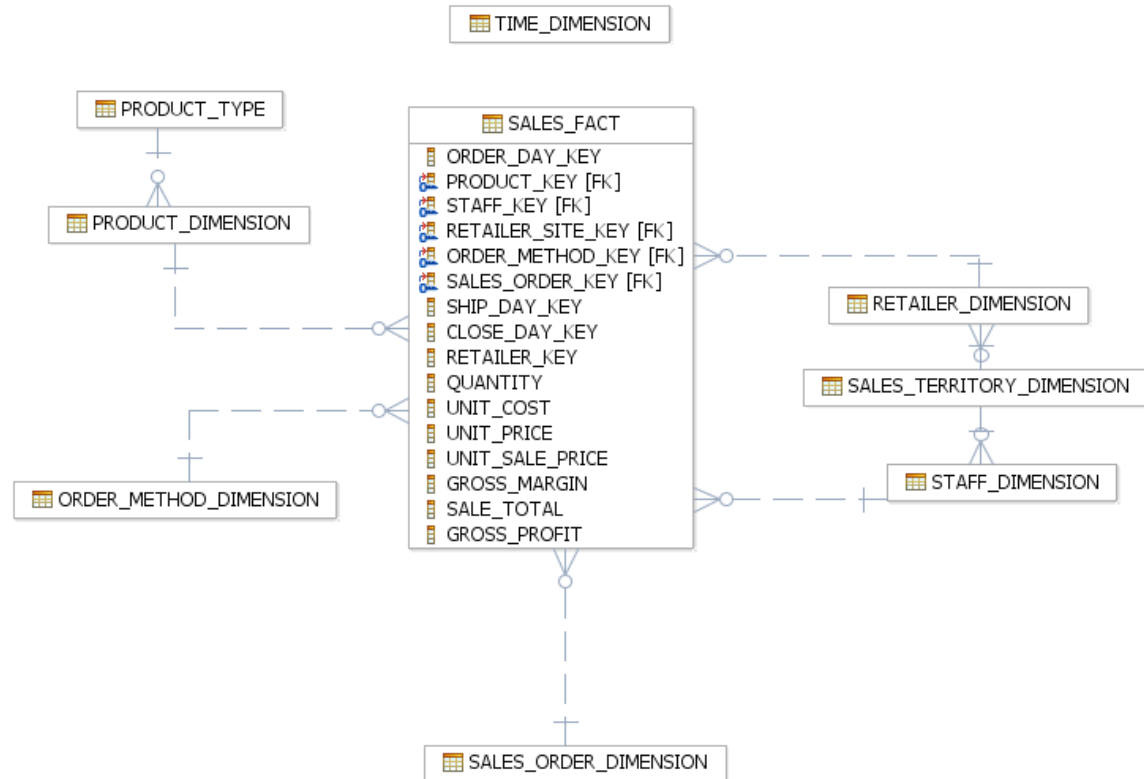 TIME_DIMENSION
PRODUCT_TYPE
PRODUCT_DIMENSION
ORDER_METHOD_DIMENSION
SALES_FACT
ORDER_DAY_KEY
PRODUCT_KEY [FK]
STAFF_KEY [FK]
RETAILER_SITE_KEY [FK]
ORDER_METHOD_KEY [FK]
SALES_ORDER_KEY [FK]
SHIP_DAY_KEY
CLOSE_DAY_KEY
RETAILER_KEY
QUANTITY
UNIT_COST
UNIT_PRICE
UNIT_SALE_PRICE
GROSS_MARGIN
SALE_TOTAL
GROSS_PROFIT
RETAILER_DIMENSION
SALES_TERRITORY_DIMENSION
STAFF_DIMENSION
SALES_ORDER_DIMENSION